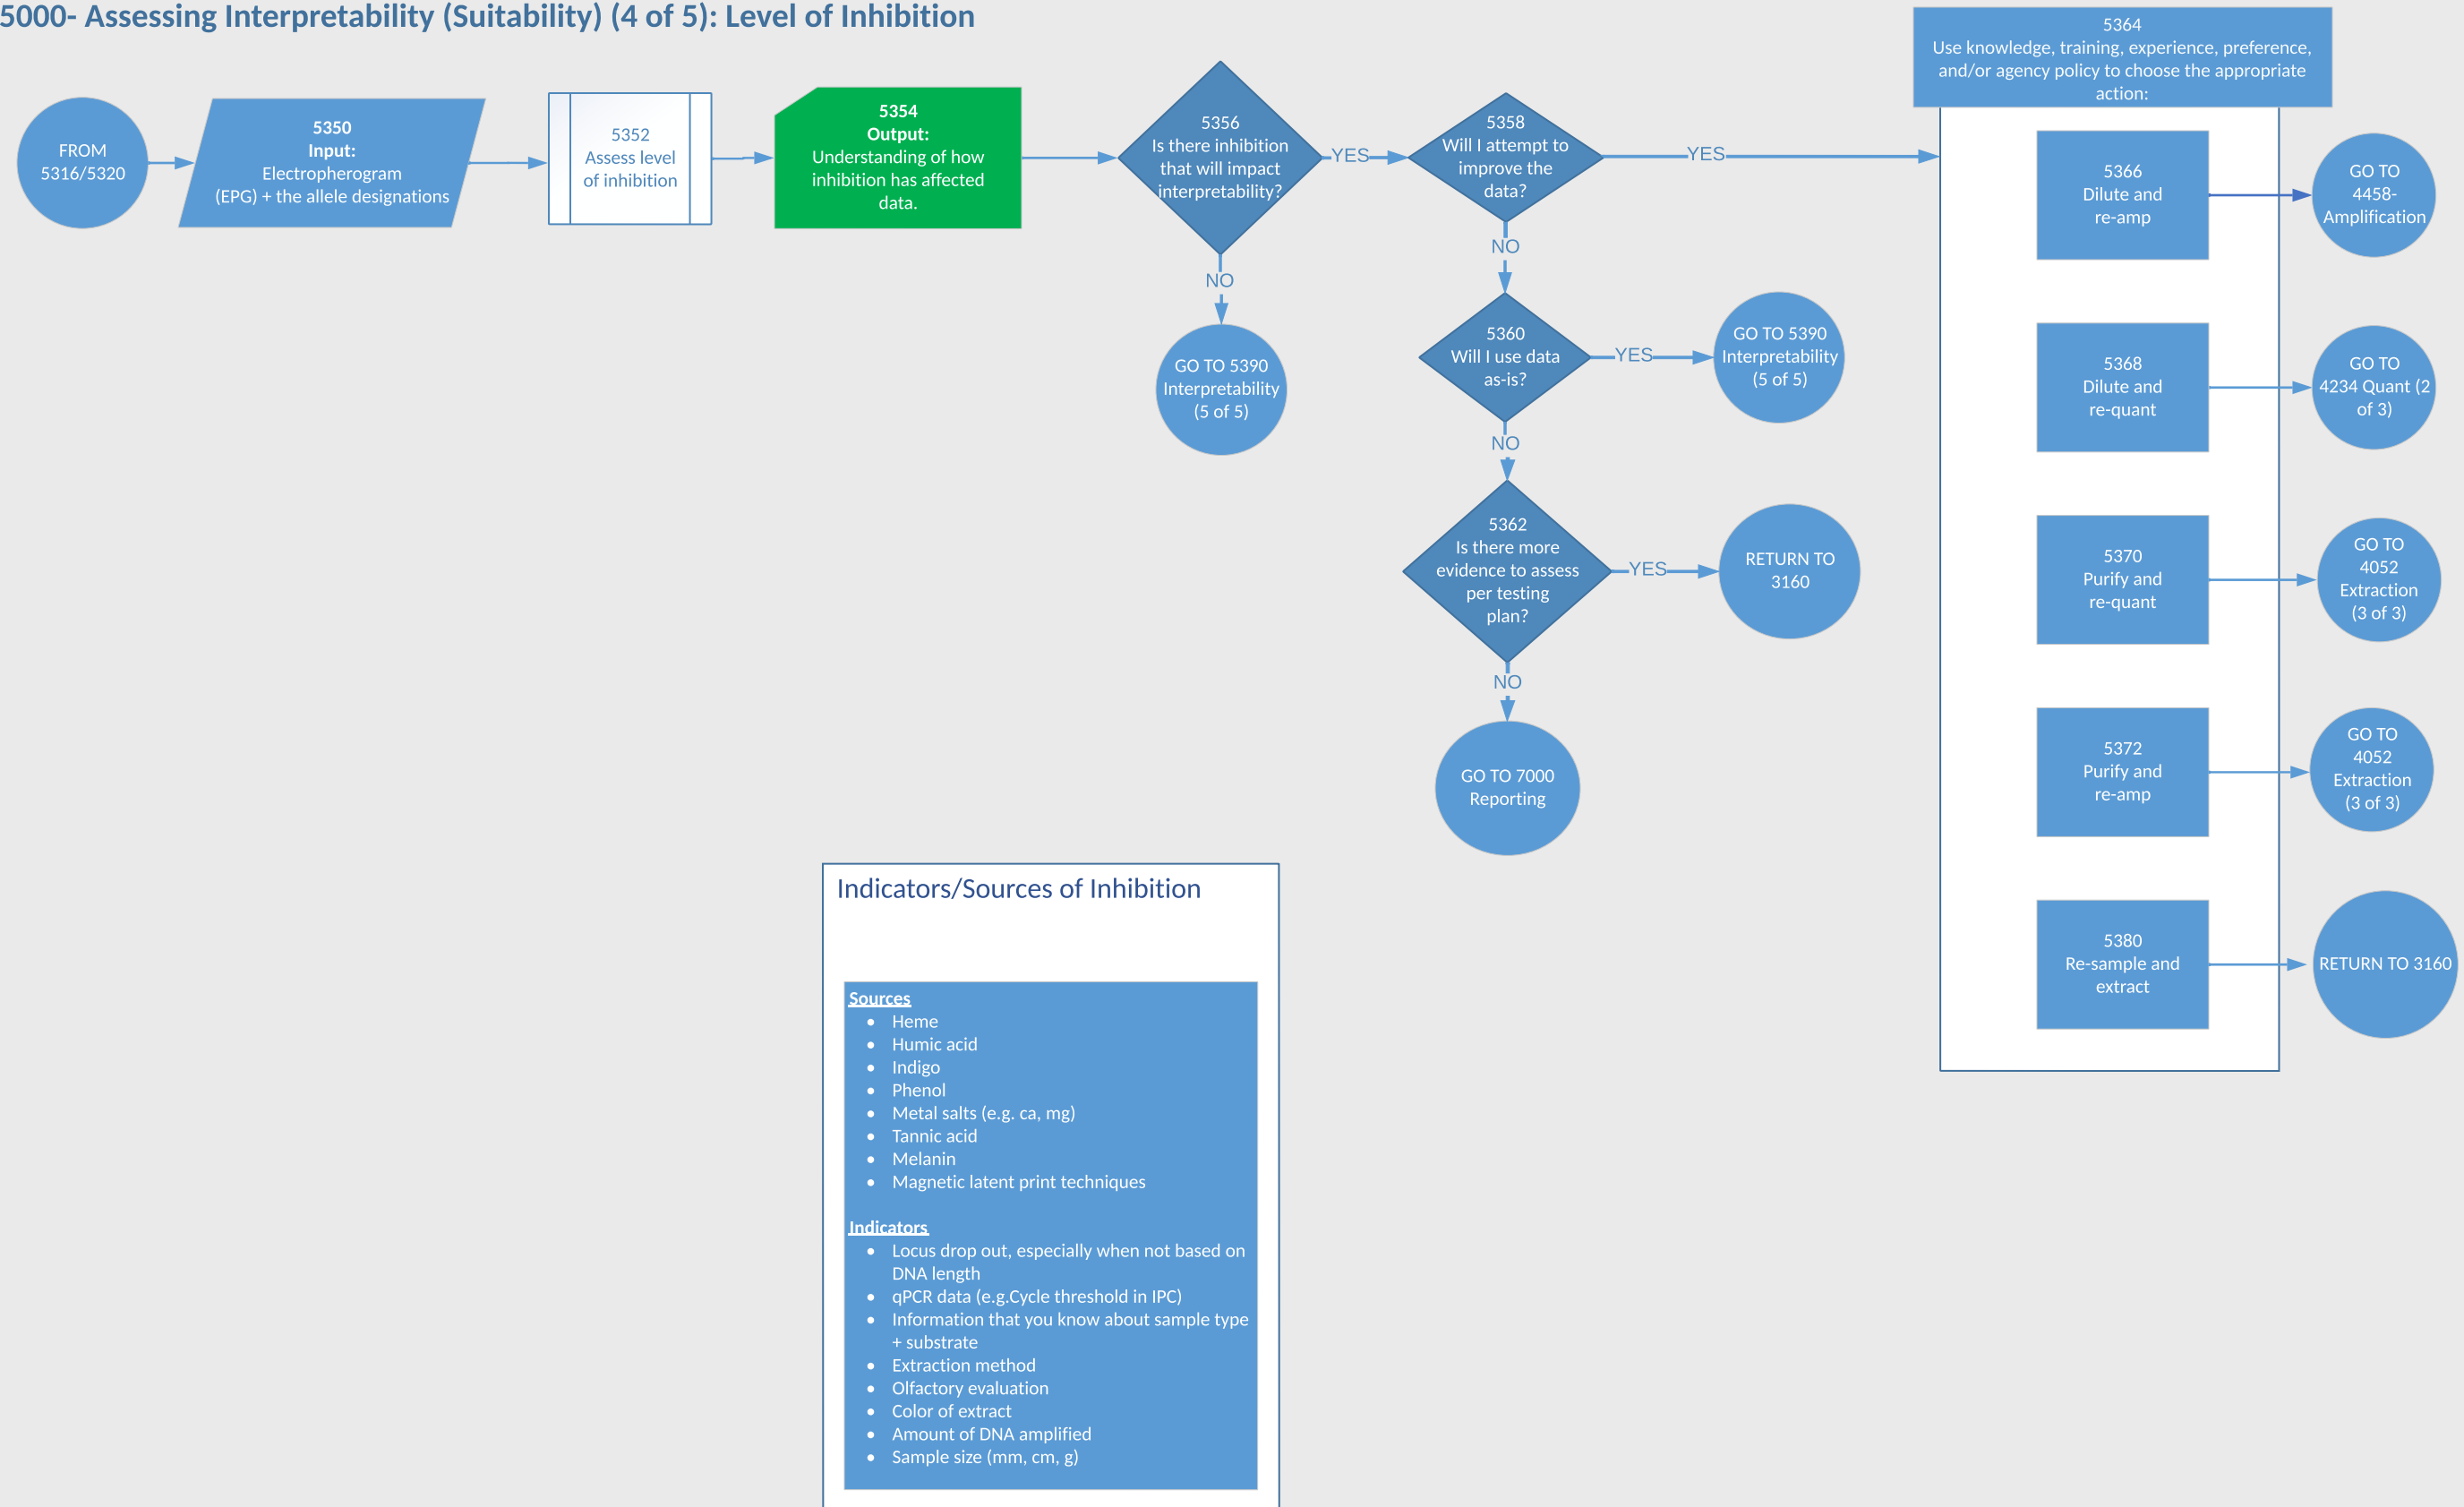 5000- Assessing Interpretability (Suitability) (4 of 5): Level of Inhibition
FROM
5316/5320
5350
Input:
Electropherogram
(EPG) + the allele designations
5352
Assess level
of inhibition
5354
Output:
Understanding of how
inhibition has affected
data.
5356
Is there inhibition
that will impact
interpretability?
YES
NO
GO TO 5390
Interpretability
(5 of 5)
5358
Will I attempt to
improve the
data?
YES
NO
5360
Will I use data
as-is?
YES
GO TO 5390
Interpretability
(5 of 5)
NO
5362
Is there more
evidence to assess
per testing
plan?
YES
RETURN TO
3160
NO
GO TO 7000
Reporting
5364
Use knowledge, training, experience, preference,
and/or agency policy to choose the appropriate
action:
5366
Dilute and
re-amp
GO TO
4458-
Amplification
5368
Dilute and
re-quant
GO TO
4234 Quant (2
of 3)
5370
Purify and
re-quant
GO TO
4052
Extraction
(3 of 3)
5372
Purify and
re-amp
GO TO
4052
Extraction
(3 of 3)
5380
Re-sample and
extract
RETURN TO 3160
Indicators/Sources of Inhibition
Sources
• Heme
• Humic acid
• Indigo
• Phenol
• Metal salts (e.g. ca, mg)
• Tannic acid
• Melanin
• Magnetic latent print techniques
Indicators
• Locus drop out, especially when not based on
DNA length
• qPCR data (e.g.Cycle threshold in IPC)
• Information that you know about sample type
+ substrate
• Extraction method
• Olfactory evaluation
• Color of extract
• Amount of DNA amplified
• Sample size (mm, cm, g)